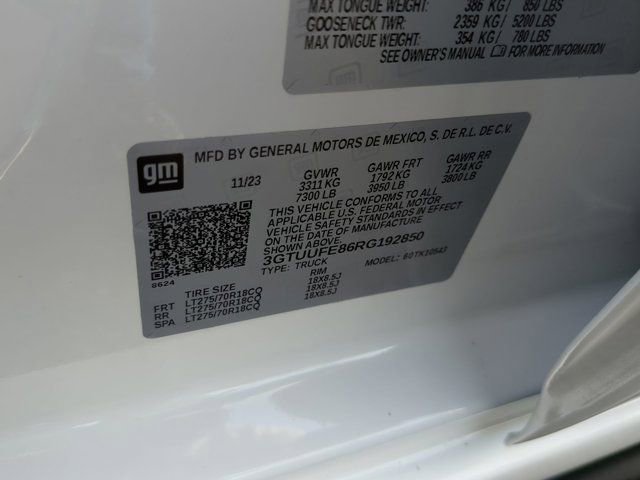 MAX TONGUE WEIGHT: 386 KG/ 850 LBS
GOOSENECK TWR: 2359 KG/ 5200 LBS
MAX TONGUE WEIGHT: 354 KG/ 780 LBS
SEE OWNER'S MANUAL FOR MORE INFORMATION
gm
MFD BY GENERAL MOTORS DE MEXICO, S. DE R.L. DE C.V.
11/23 GVWR GAWR FRT GAWR RR
3311 KG 1792 KG 1724 KG
7300 LB 3950 LB 3800 LB
THIS VEHICLE CONFORMS TO ALL
APPLICABLE U.S. FEDERAL MOTOR
VEHICLE SAFETY STANDARDS IN EFFECT
ON THE DATE OF MANUFACTURE
SHOWN ABOVE.
3GTUUFE86RG192850
TYPE: TRUCK MODEL: 80TK10543
8624
TIRE SIZE RIM
FRT LT275/70R18CQ 18X8.5J
RR LT275/70R18CQ 18X8.5J
SPA LT275/70R18CQ 18X8.5J